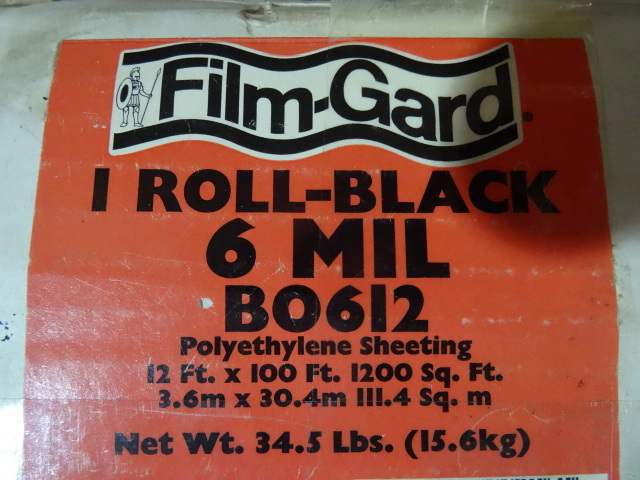 Film-Gard®
1 ROLL-BLACK
6 MIL
BO612
Polyethylene Sheeting
12 Ft. x 100 Ft. 1200 Sq. Ft.
3.6m x 30.4m 111.4 Sq. m
Net Wt. 34.5 Lbs. (15.6kg)